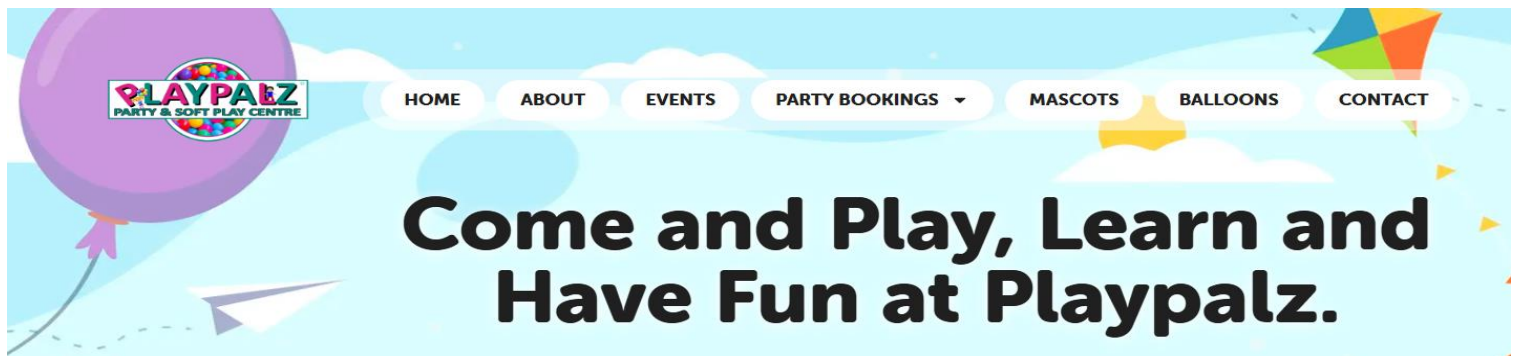 PLAYPALZ
PARTY & SOFT PLAY CENTRE
HOME
ABOUT
EVENTS
PARTY BOOKINGS
MASCOTS
BALLOONS
CONTACT
Come and Play, Learn and
Have Fun at Playpalz.